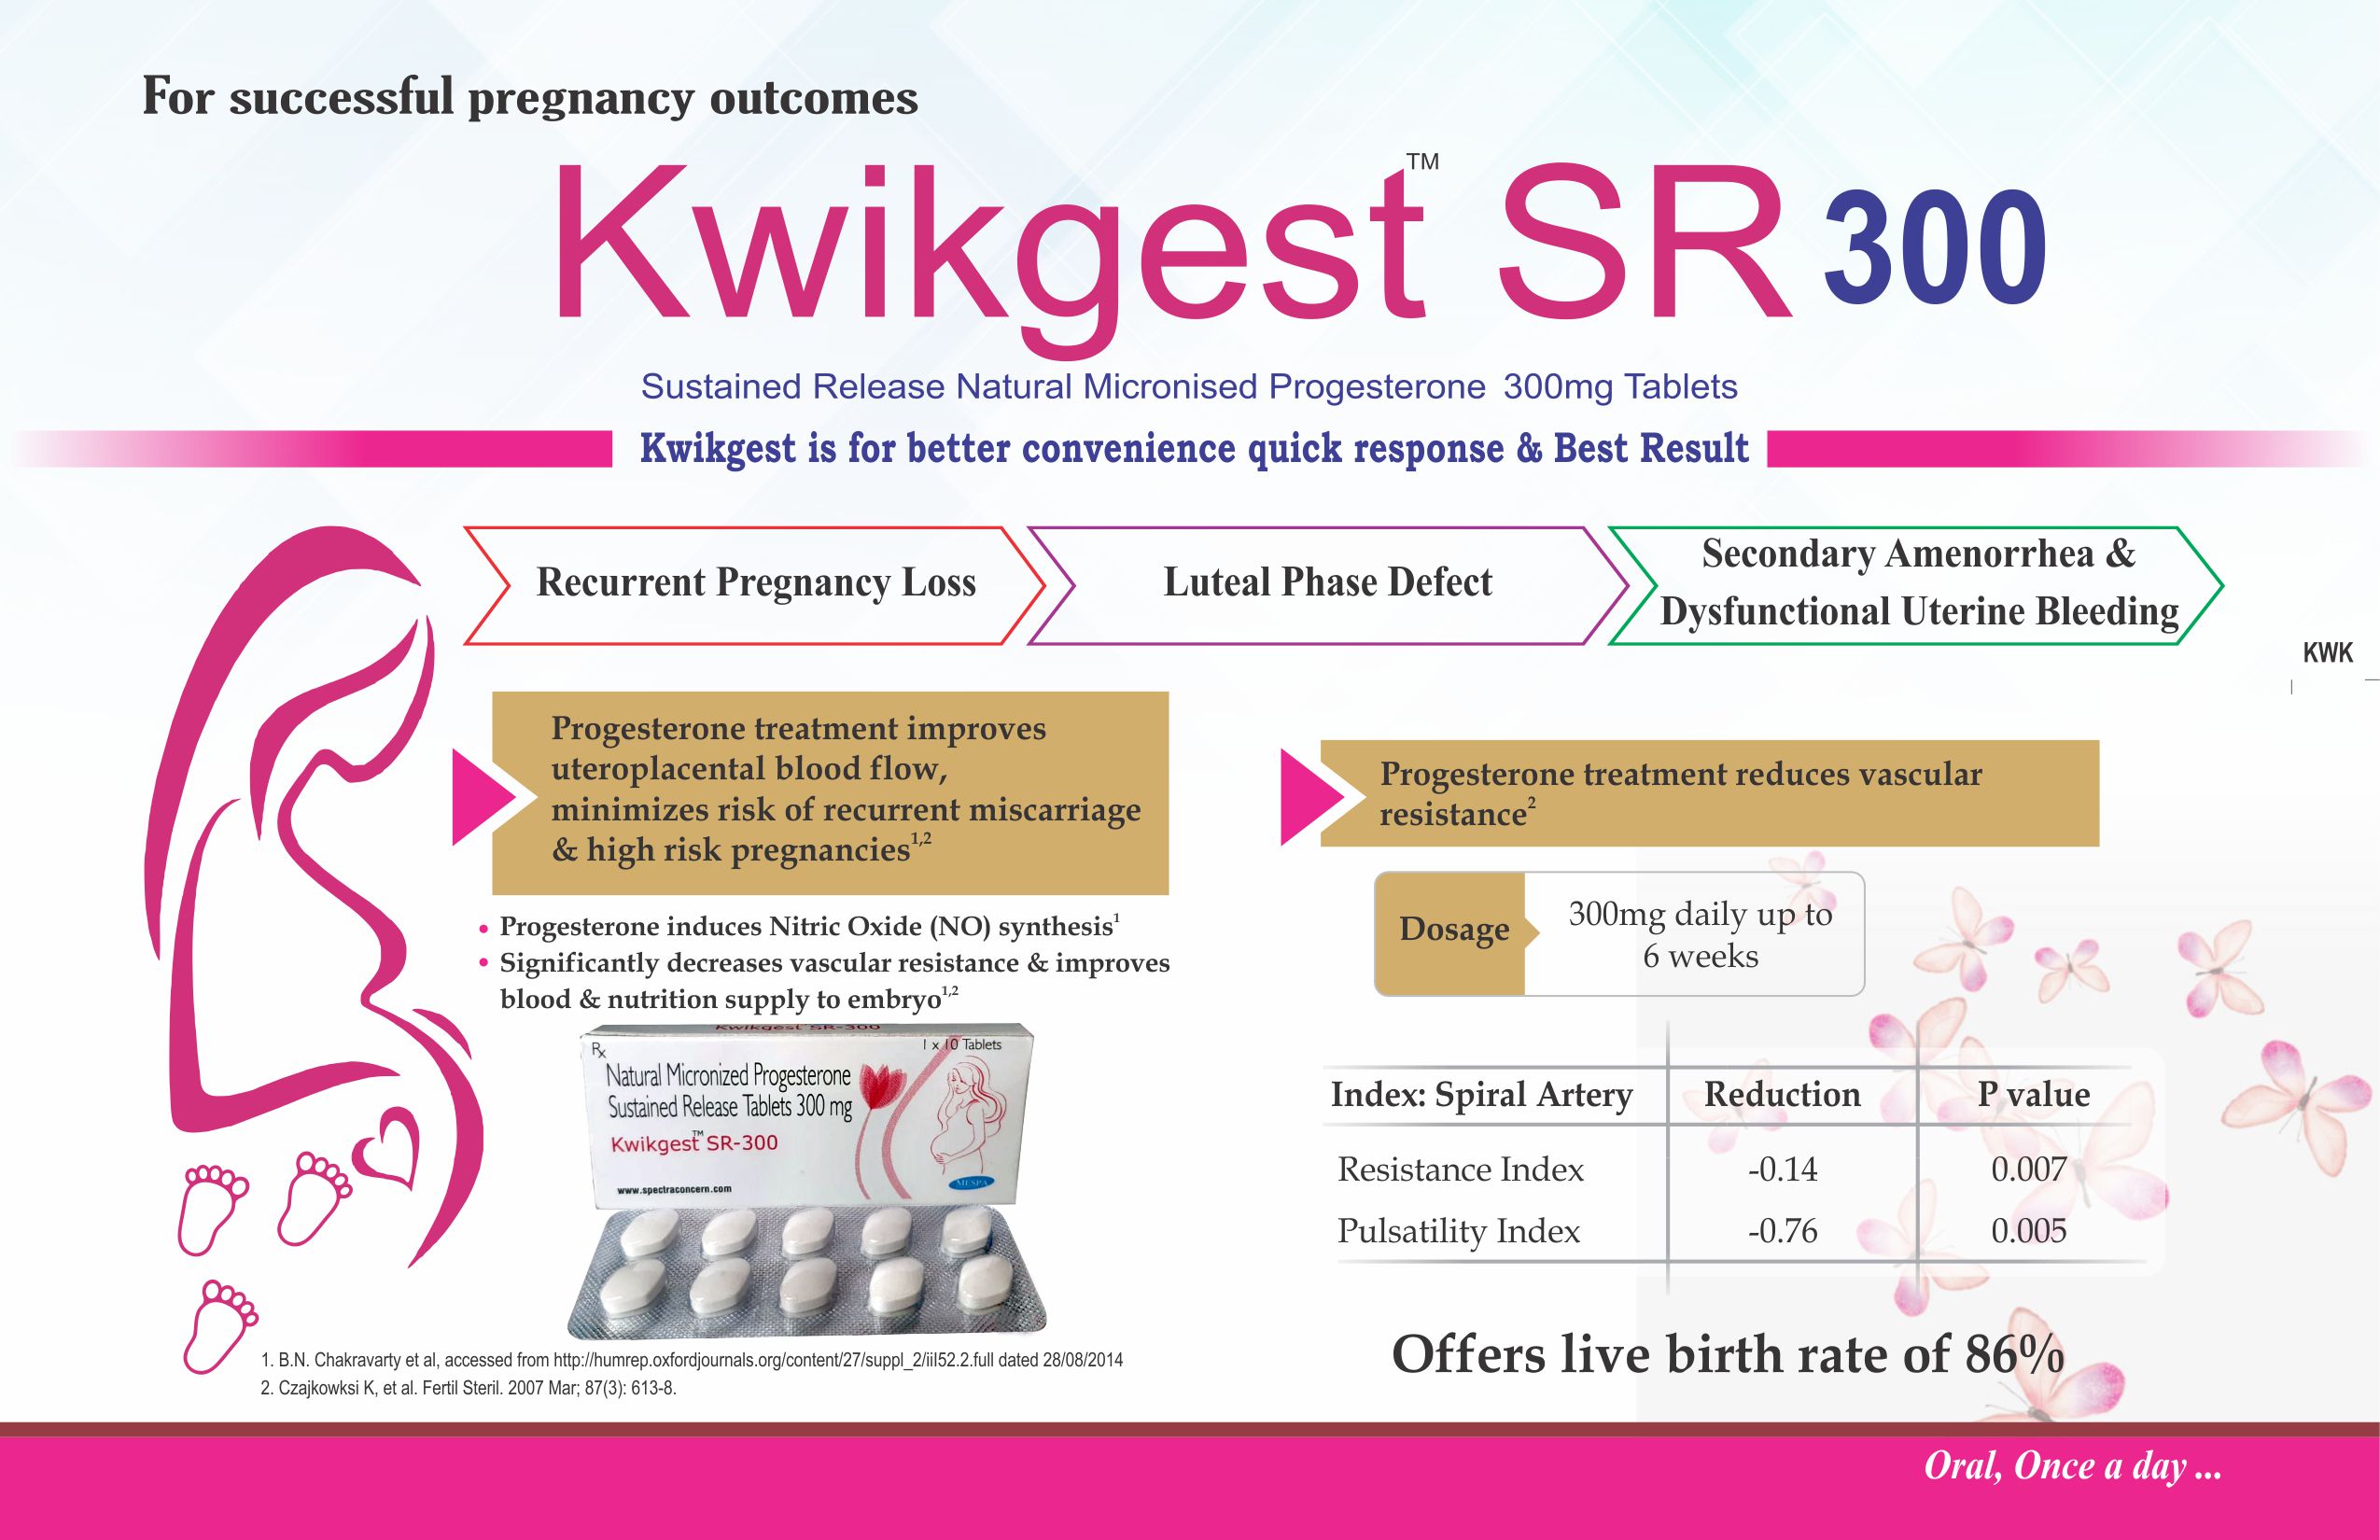 For successful pregnancy outcomes
Kwikgest™ SR 300
Sustained Release Natural Micronised Progesterone 300mg Tablets
Kwikgest is for better convenience quick response & Best Result
Recurrent Pregnancy Loss
Luteal Phase Defect
Secondary Amenorrhea &
Dysfunctional Uterine Bleeding
KWK
Progesterone treatment improves
uteroplacental blood flow,
minimizes risk of recurrent miscarriage
& high risk pregnancies1,2
• Progesterone induces Nitric Oxide (NO) synthesis1
• Significantly decreases vascular resistance & improves
blood & nutrition supply to embryo1,2
Kwikgest SR-300
Rx
1 x 10 Tablets
Natural Micronized Progesterone
Sustained Release Tablets 300 mg
Kwikgest™ SR-300
www.spectraconcern.com
MESPA
1. B.N. Chakravarty et al, accessed from http://humrep.oxfordjournals.org/content/27/suppl_2/iil52.2.full dated 28/08/2014
2. Czajkowksi K, et al. Fertil Steril. 2007 Mar; 87(3): 613-8.
Progesterone treatment reduces vascular
resistance2
Dosage
300mg daily up to
6 weeks
Index: Spiral Artery Reduction P value
Resistance Index -0.14 0.007
Pulsatility Index -0.76 0.005
Offers live birth rate of 86%
Oral, Once a day ...